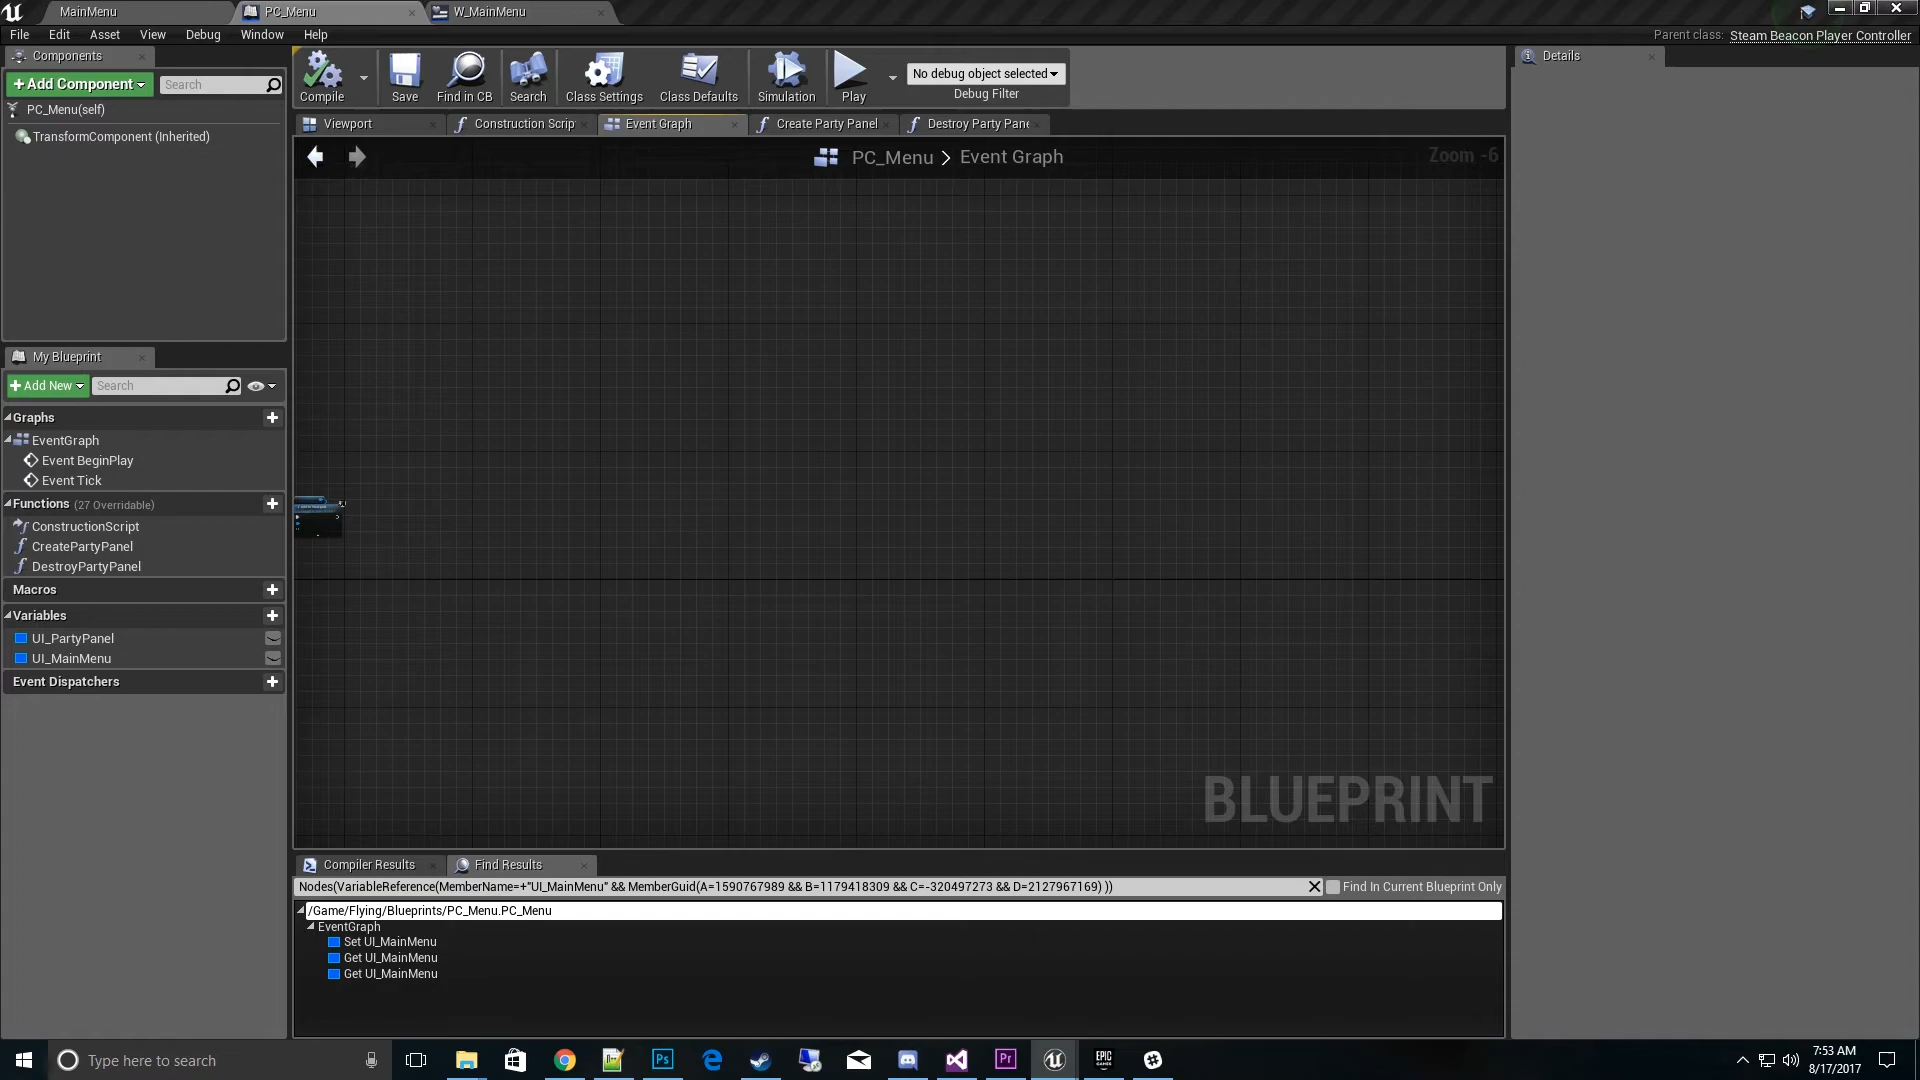 MainMenu
PC_Menu
W_MainMenu
File Edit Asset View Debug Window Help
Parent class: Steam Beacon Player Controller
Components
Add Component
Search
PC_Menu(self)
TransformComponent (Inherited)
Compile
Save
Find in CB
Search
Class Settings
Class Defaults
Simulation
Play
No debug object selected
Debug Filter
Details
Viewport
Construction Scrip
Event Graph
Create Party Panel
Destroy Party Pane
PC_Menu > Event Graph
Zoom -6
My Blueprint
Add New
Search
Graphs
EventGraph
Event BeginPlay
Event Tick
Functions (27 Overridable)
ConstructionScript
CreatePartyPanel
DestroyPartyPanel
Macros
Variables
UI_PartyPanel
UI_MainMenu
Event Dispatchers
BLUEPRINT
Compiler Results
Find Results
Nodes(VariableReference(MemberName=+"UI_MainMenu" && MemberGuid(A=1590767989 && B=1179418309 && C=-320497273 && D=2127967169) ))
Find In Current Blueprint Only
/Game/Flying/Blueprints/PC_Menu.PC_Menu
EventGraph
Set UI_MainMenu
Get UI_MainMenu
Get UI_MainMenu
Type here to search
Ps
Pr
EPIC
GAMES
7:53 AM
8/17/2017